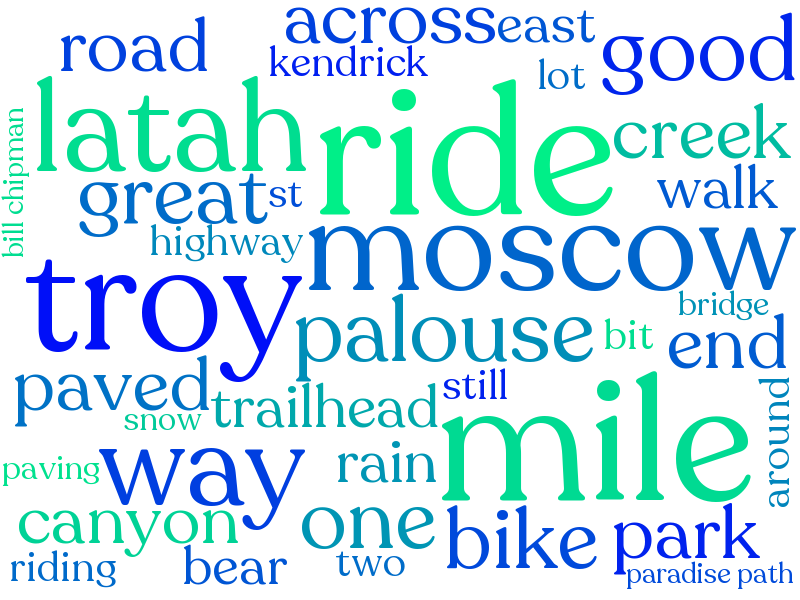 across
east
good
road
kendrick
lot
latah
ride
creek
bill chipman
great
st
walk
highway
moscow
troy
bridge
palouse
bit
end
paved
still
trailhead
mile
around
snow
way
rain
paving
canyon
one
bike
park
riding
bear
two
paradise path